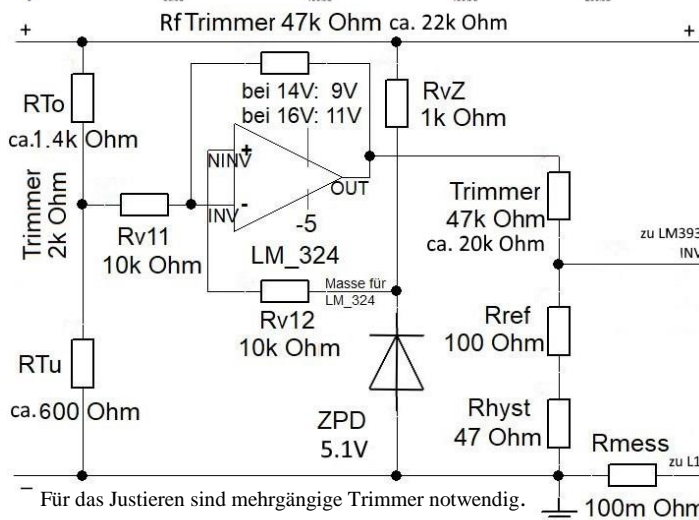 Rf Trimmer 47k Ohm ca. 22k Ohm
+
+
RTo
ca.1.4k Ohm
Trimmer
2k Ohm
bei 14V: 9V
bei 16V: 11V
RvZ
1k Ohm
NINV
+
OUT
INV
-
-5
LM_324
Rv11
10k Ohm
Trimmer
47k Ohm
ca. 20k Ohm
zu LM393
INV
Masse für
LM_324
Rv12
10k Ohm
Rref
100 Ohm
RTu
ca.600 Ohm
ZPD
5.1V
Rhyst
47 Ohm
Rmess
zu L1
100m Ohm
–
Für das Justieren sind mehrgängige Trimmer notwendig.